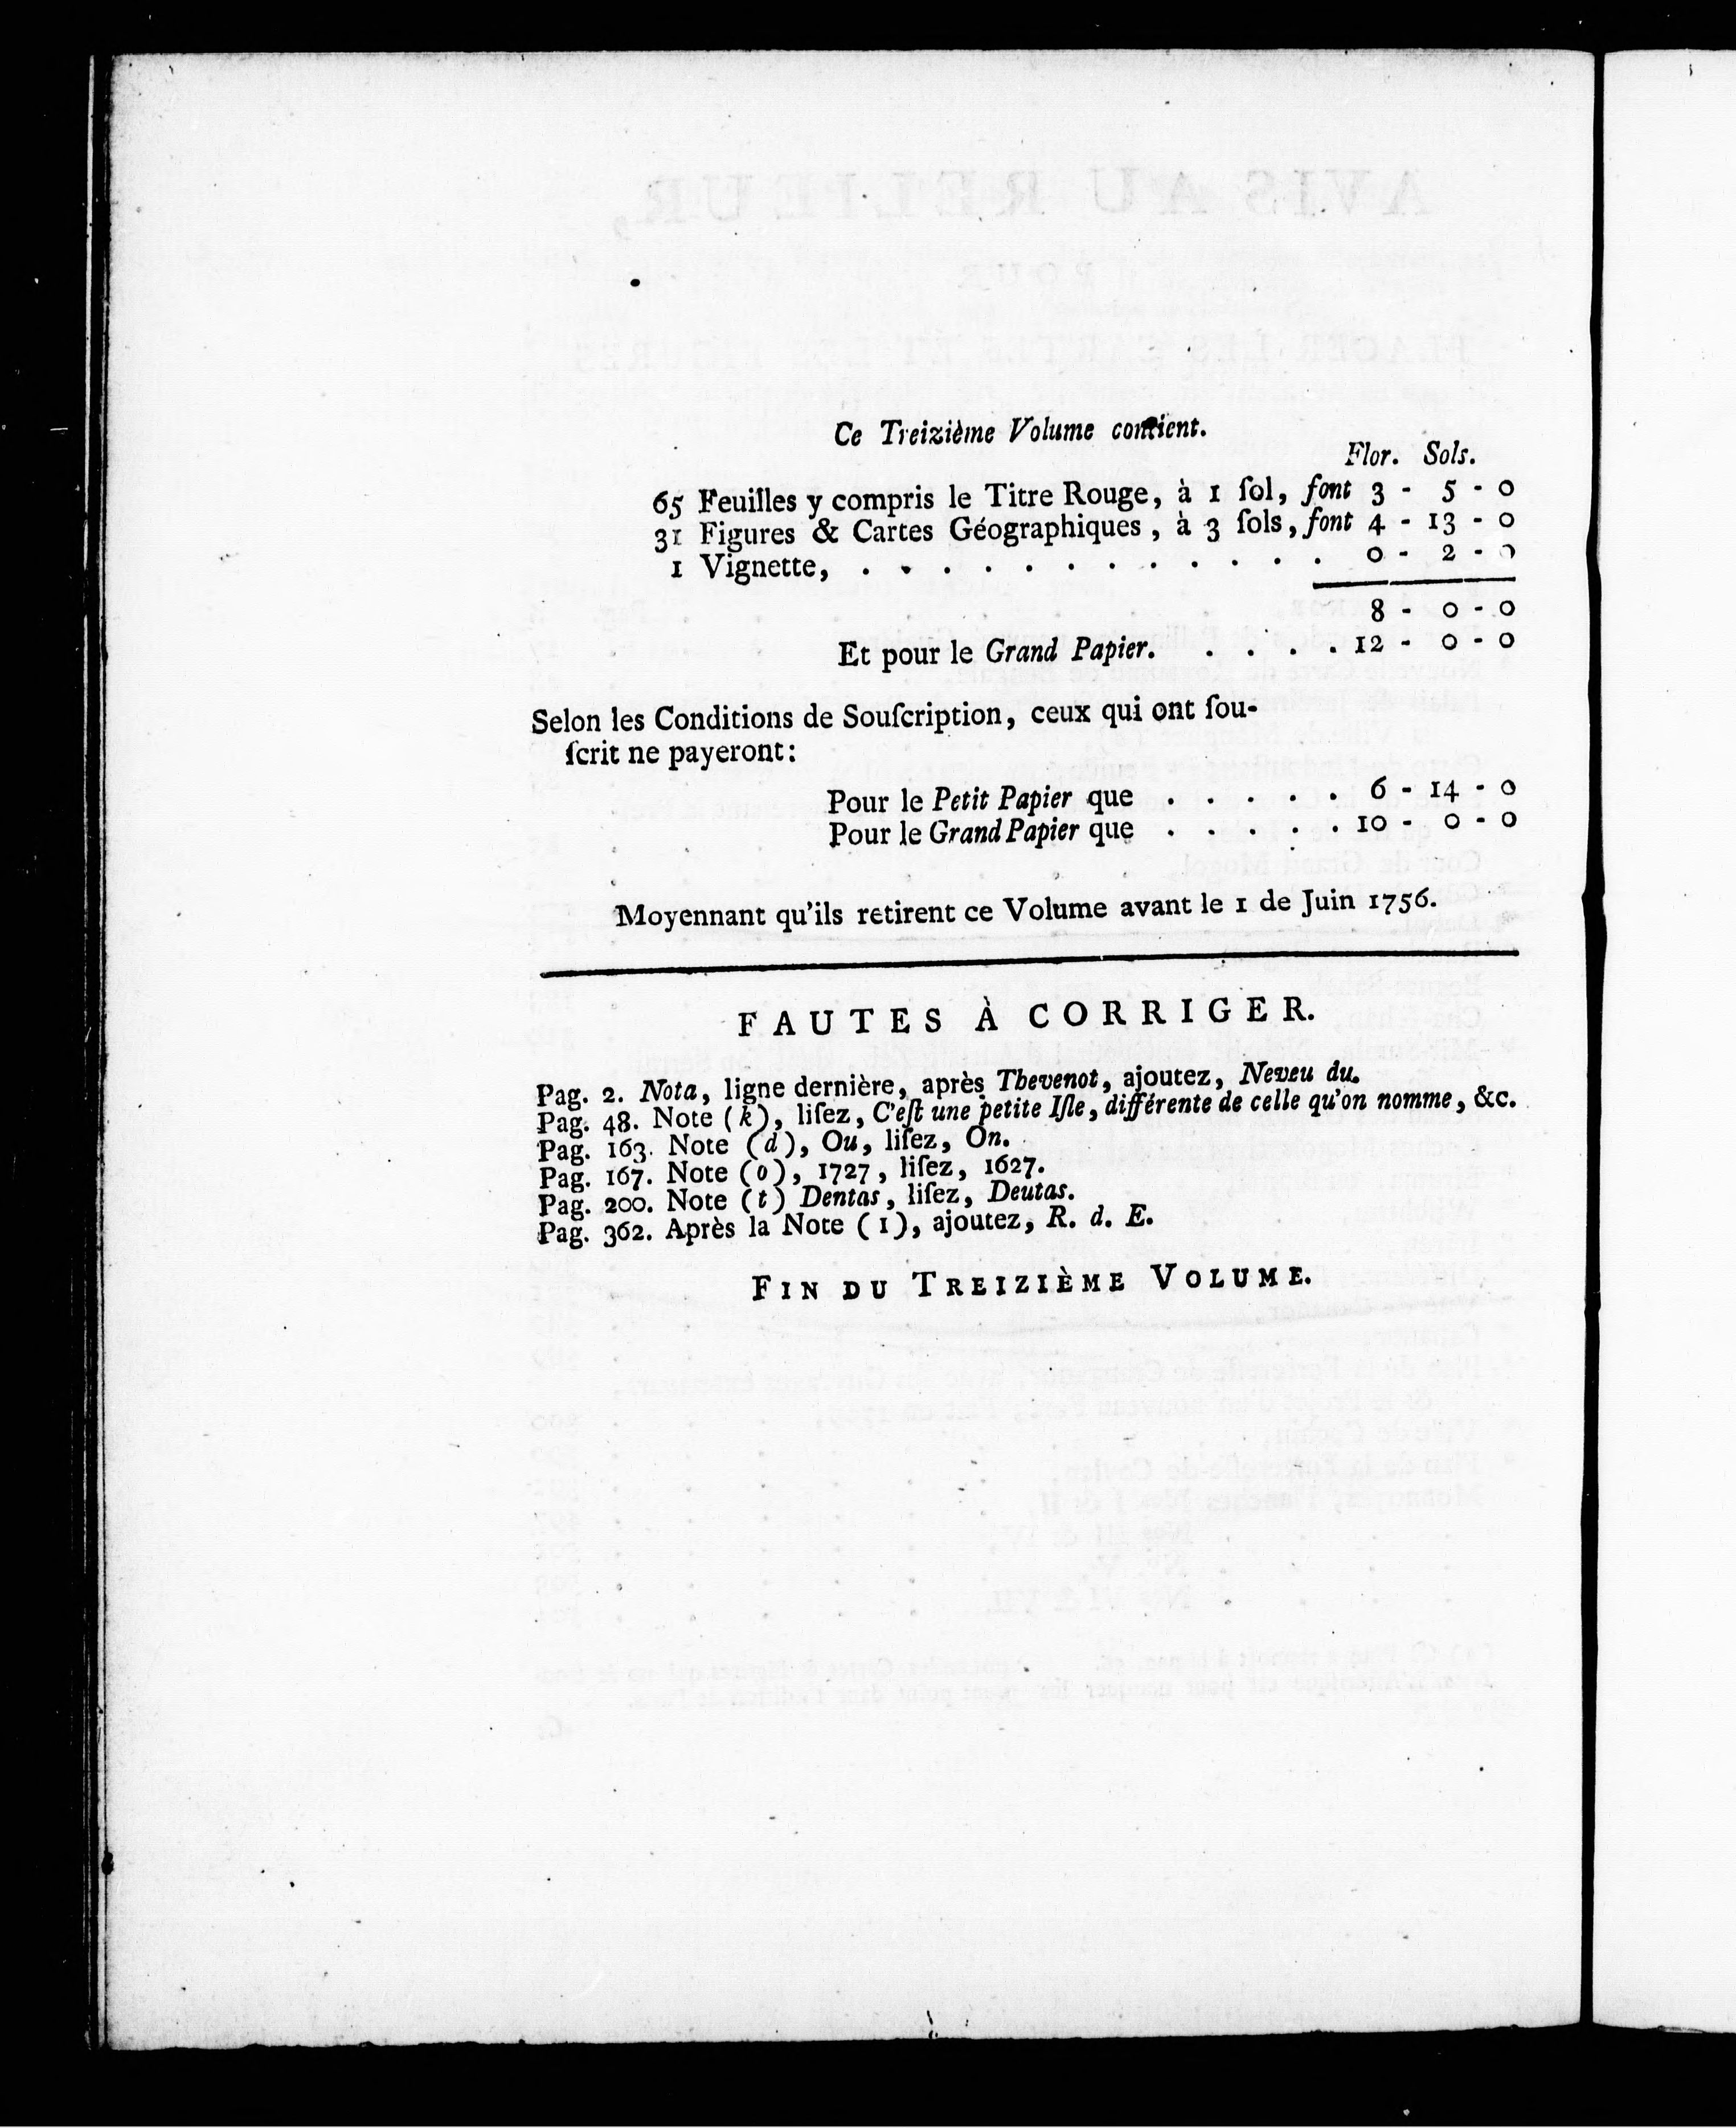 Ce Treizième Volume contient.
Flor. Sols.
65 Feuilles y compris le Titre Rouge, à 1 ſol, font 3 - 5 - 0
31 Figures & Cartes Géographiques, à 3 ſols, font 4 - 13 - 0
1 Vignette, . . . . . . . . . . . . 0 - 2 - 0
8 - 0 - 0
Et pour le Grand Papier. . . . . 12 - 0 - 0
Selon les Conditions de Souſcription, ceux qui ont ſou-
ſcrit ne payeront:
Pour le Petit Papier que . . . . . 6 - 14 - 0
Pour le Grand Papier que . . . . . 10 - 0 - 0
Moyennant qu'ils retirent ce Volume avant le 1 de Juin 1756.
FAUTES À CORRIGER.
Pag. 2. Nota, ligne dernière, après Thevenot, ajoutez, Neveu du.
Pag. 48. Note (k), liſez, C'eſt une petite Iſle, différente de celle qu'on nomme, &c.
Pag. 163. Note (d), Ou, liſez, On.
Pag. 167. Note (o), 1727, liſez, 1627.
Pag. 200. Note (t) Dentas, liſez, Deutas.
Pag. 362. Après la Note (1), ajoutez, R. d. E.
FIN DU TREIZIÈME VOLUME.